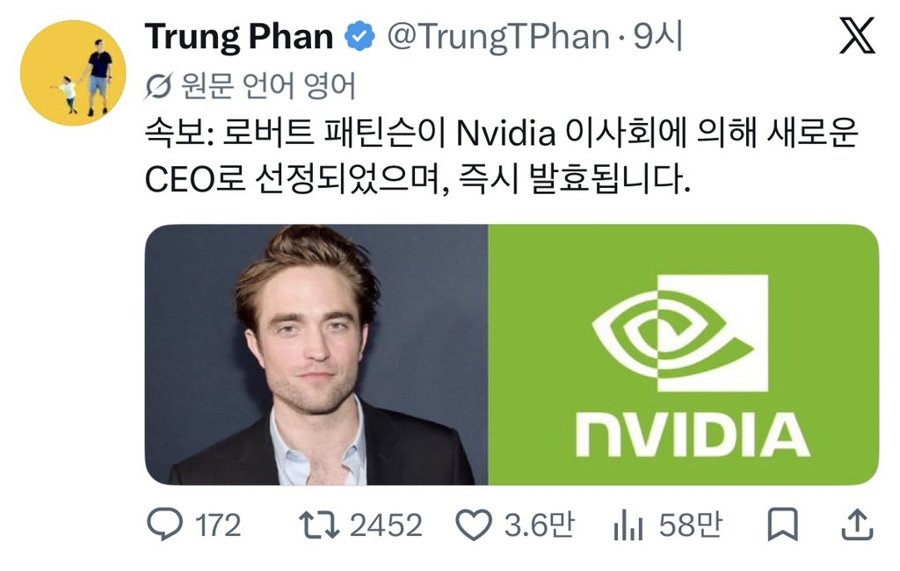 Trung Phan @TrungTPhan · 9시
원문 언어 영어
속보: 로버트 패틴슨이 Nvidia 이사회에 의해 새로운
CEO로 선정되었으며, 즉시 발효됩니다.
NVIDIA
172 2452 3.6만 58만